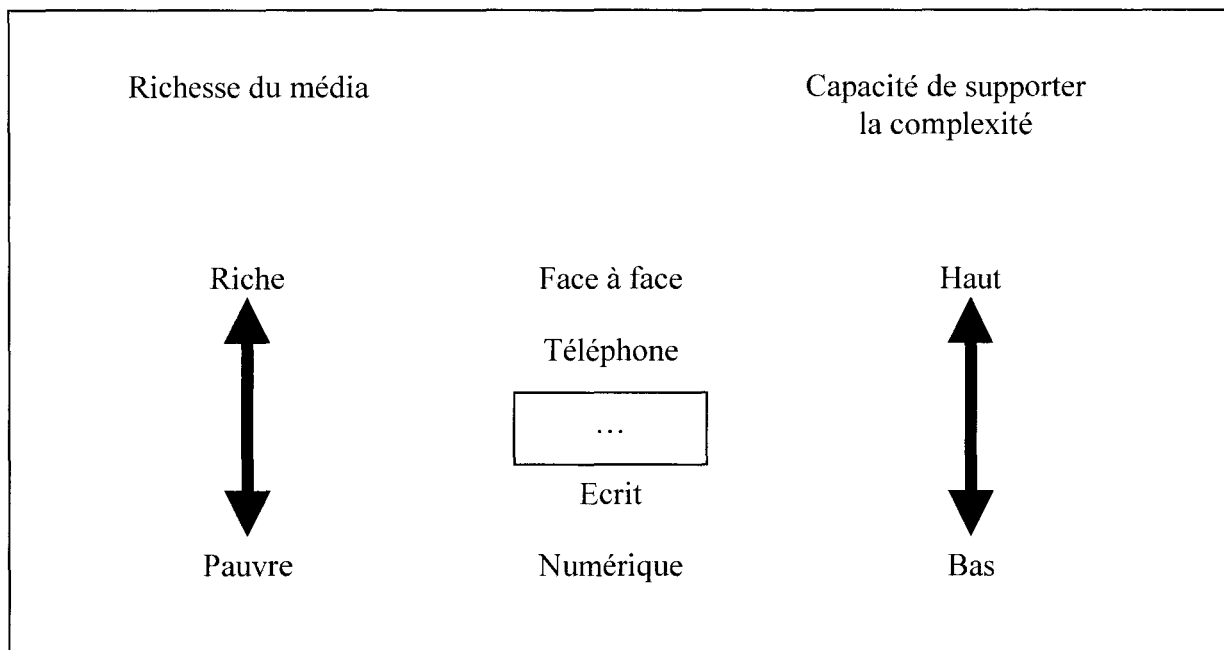 Richesse du média
Capacité de supporter
la complexité
Riche
Face à face
Haut
Téléphone
...
Ecrit
Pauvre
Numérique
Bas